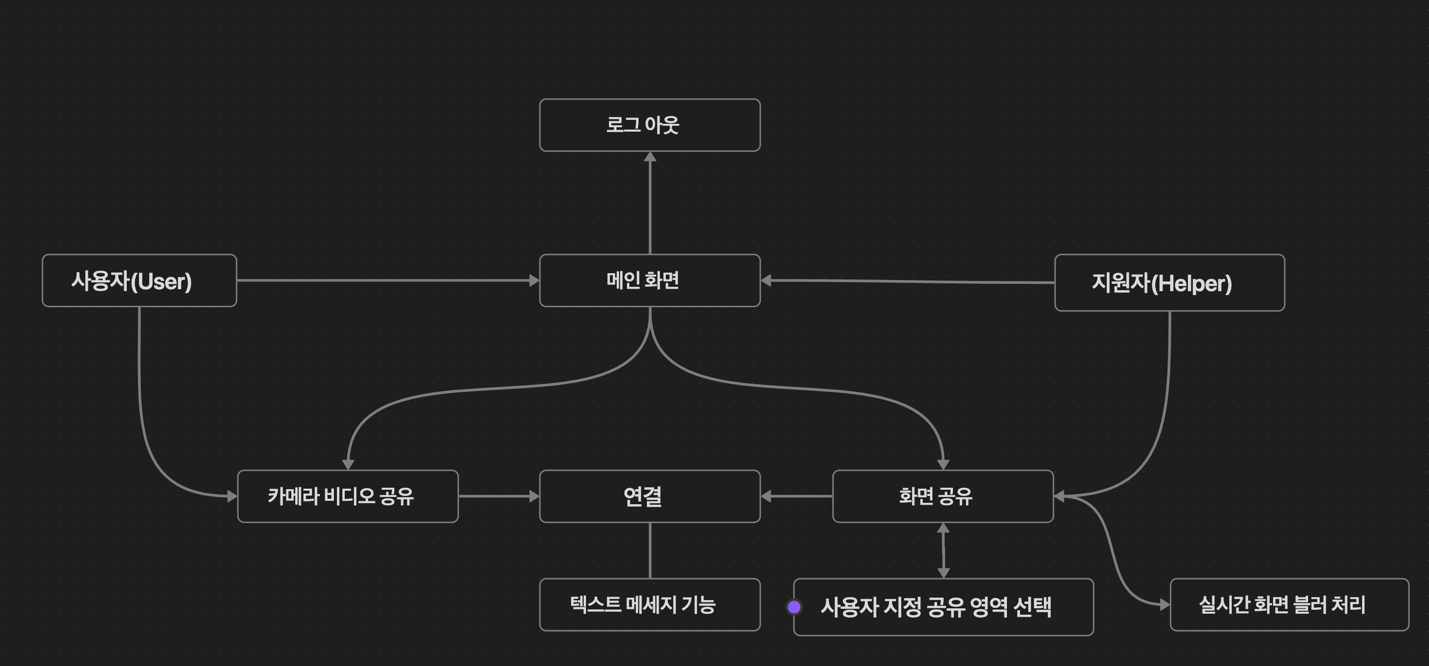 로그 아웃
사용자(User)
메인 화면
지원자(Helper)
카메라 비디오 공유
연결
화면 공유
텍스트 메세지 기능
사용자 지정 공유 영역 선택
실시간 화면 블러 처리